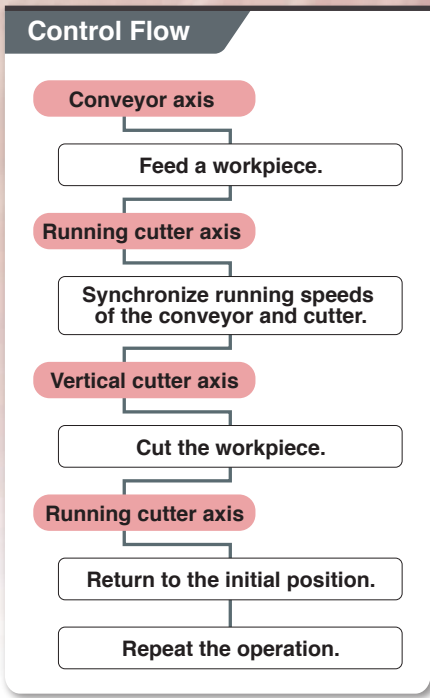 Control Flow
Conveyor axis
Feed a workpiece.
Running cutter axis
Synchronize running speeds
of the conveyor and cutter.
Vertical cutter axis
Cut the workpiece.
Running cutter axis
Return to the initial position.
Repeat the operation.